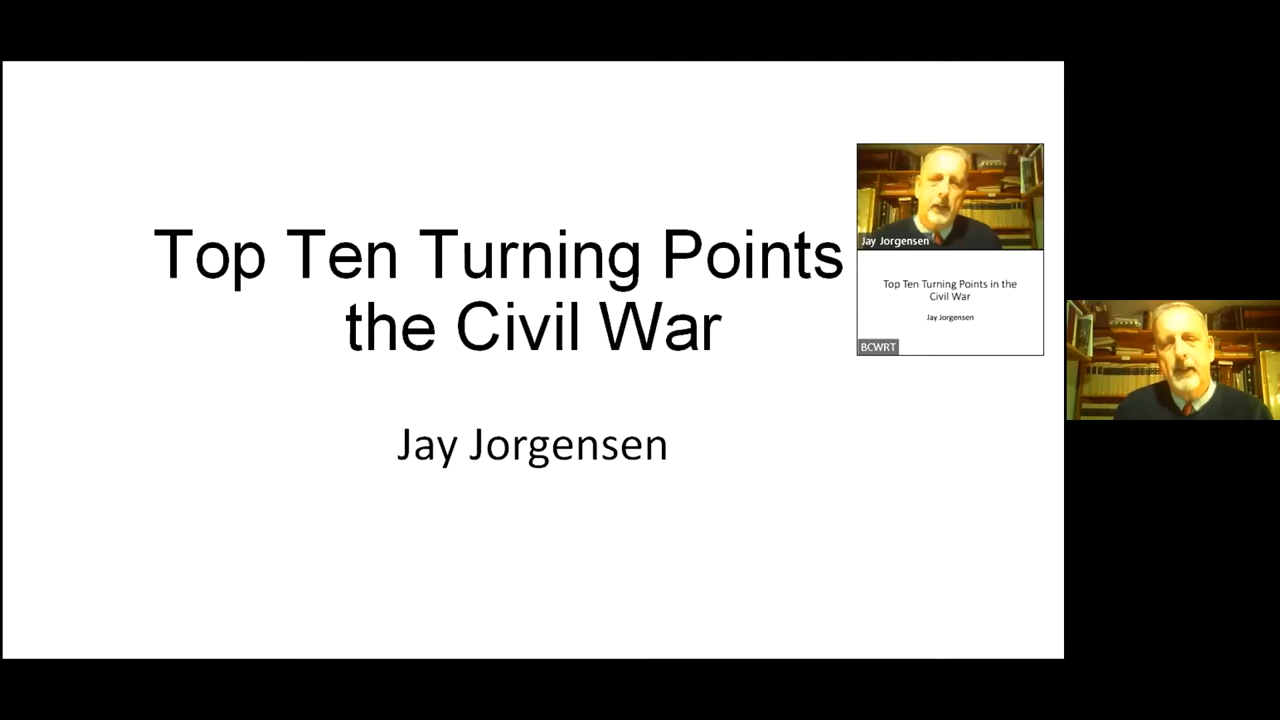 Top Ten Turning Points
the Civil War
Jay Jorgensen
Jay Jorgensen
Top Ten Turning Points in the
Civil War
Jay Jorgensen
BCWRT